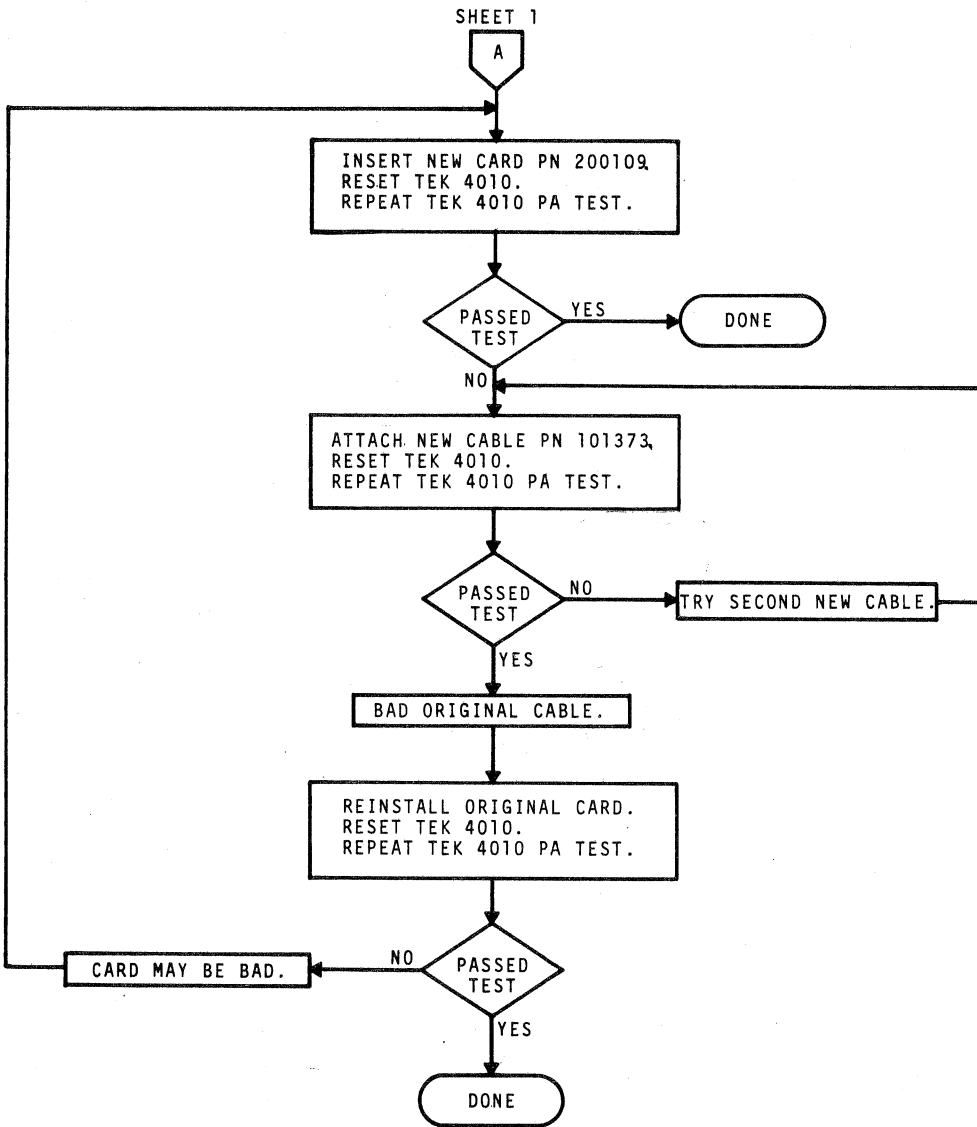 SHEET 1
A
INSERT NEW CARD PN 200109.
RESET TEK 4010.
REPEAT TEK 4010 PA TEST.
PASSED
TEST
YES
DONE
NO
ATTACH NEW CABLE PN 101373.
RESET TEK 4010.
REPEAT TEK 4010 PA TEST.
PASSED
TEST
NO
TRY SECOND NEW CABLE.
YES
BAD ORIGINAL CABLE.
REINSTALL ORIGINAL CARD.
RESET TEK 4010.
REPEAT TEK 4010 PA TEST.
CARD MAY BE BAD.
NO
PASSED
TEST
YES
DONE